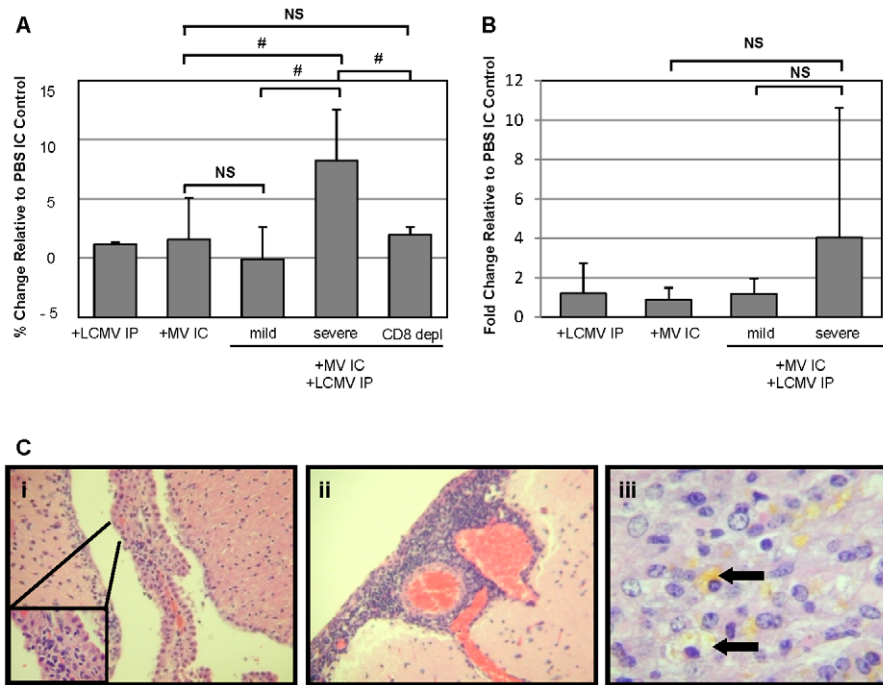 A
NS
#
#
#
NS
% Change Relative to PBS IC Control
15
10
5
0
- 5
+LCMV IP
+MV IC
mild
severe
CD8 depl
+MV IC
+LCMV IP
B
NS
NS
Fold Change Relative to PBS IC Control
12
10
8
6
4
2
0
+LCMV IP
+MV IC
mild
severe
+MV IC
+LCMV IP
C
i
ii
iii